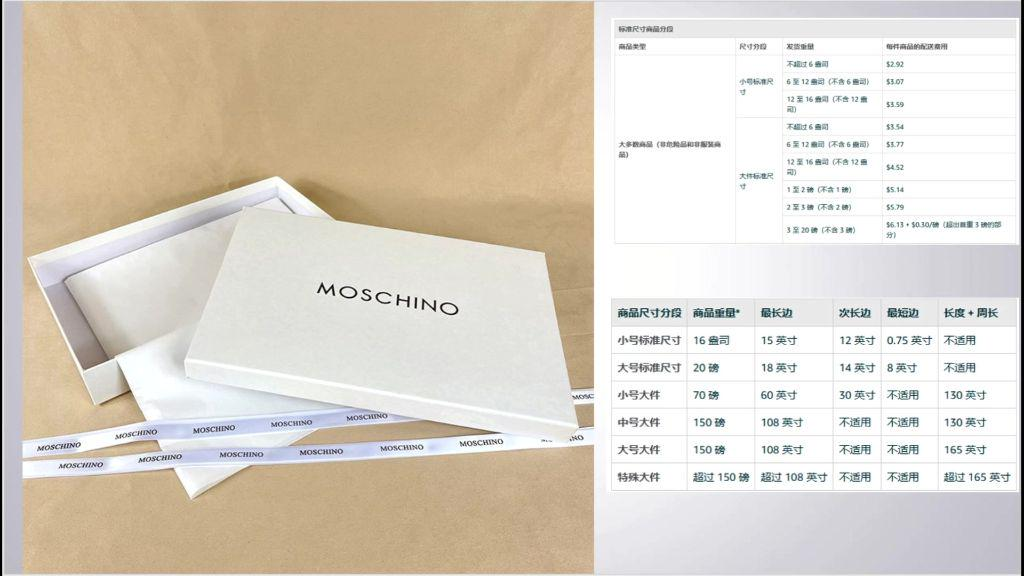 MOSCHINO
MOSCHINO
MOSCHINO MOSCHINO MOSCHINO MOSCHINO
MOSCHINO MOSCHINO MOSCHINO MOSCHINO MOSCHINO
标准尺寸商品分段
商品类型 尺寸分段 发货重量 每件商品的配送费用
大多数商品（非危险品和非服装商品）
小号标准尺寸
不超过 6 盎司 $2.92
6 至 12 盎司（不含 6 盎司） $3.07
12 至 16 盎司（不含 12 盎司） $3.59
大件标准尺寸
不超过 6 盎司 $3.54
6 至 12 盎司（不含 6 盎司） $3.77
12 至 16 盎司（不含 12 盎司） $4.52
1 至 2 磅（不含 1 磅） $5.14
2 至 3 磅（不含 2 磅） $5.79
3 至 20 磅（不含 3 磅） $6.13 + $0.30/磅（超出首重 3 磅的部分）
商品尺寸分段 商品重量* 最长边 次长边 最短边 长度 + 周长
小号标准尺寸 16 盎司 15 英寸 12 英寸 0.75 英寸 不适用
大号标准尺寸 20 磅 18 英寸 14 英寸 8 英寸 不适用
小号大件 70 磅 60 英寸 30 英寸 不适用 130 英寸
中号大件 150 磅 108 英寸 不适用 不适用 130 英寸
大号大件 150 磅 108 英寸 不适用 不适用 165 英寸
特殊大件 超过 150 磅 超过 108 英寸 不适用 不适用 超过 165 英寸